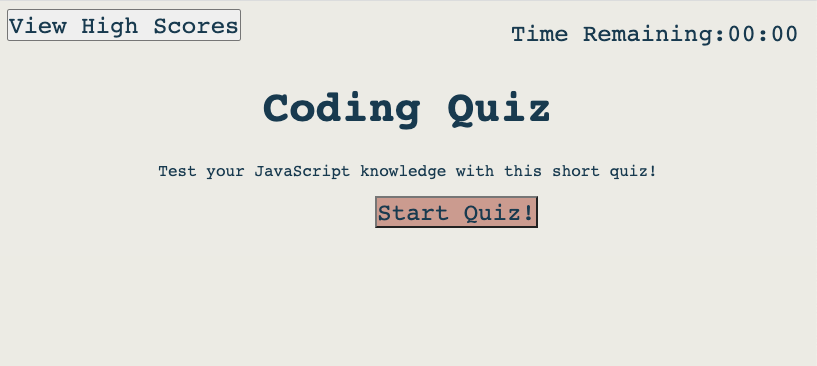 View High Scores
Time Remaining:00:00
Coding Quiz
Test your JavaScript knowledge with this short quiz!
Start Quiz!